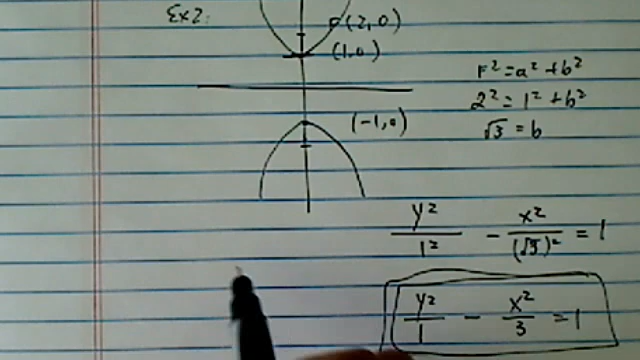 Ex2:
(2,0)
(1,0)
(-1,0)
r² = a² + b²
2² = 1² + b²
√3 = b
y²/1² - x²/(√3)² = 1
y²/1 - x²/3 = 1